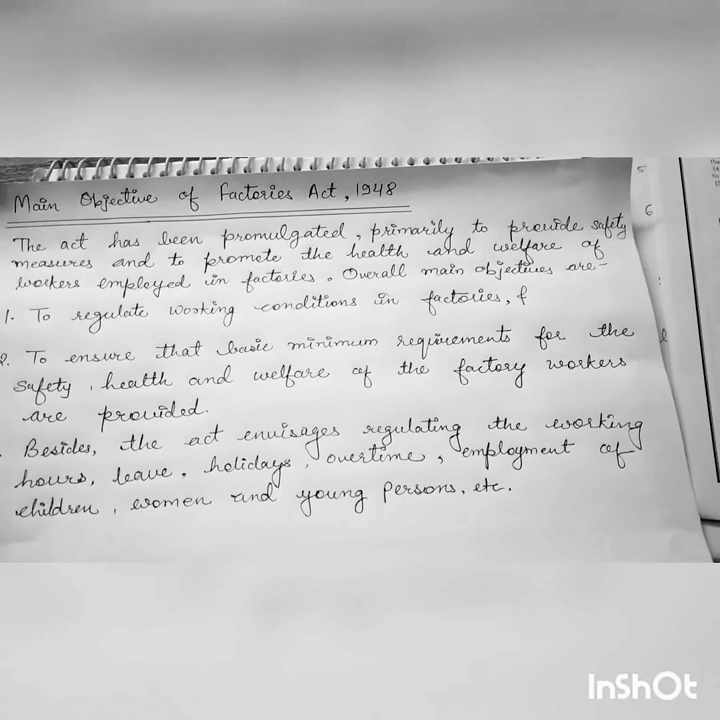 Main Objective of Factories Act, 1948
The act has been promulgated, primarily to provide safety
measures and to promote the health and welfare of
workers employed in factories. Overall main objectives are-
1. To regulate working conditions in factories, &
2. To ensure that basic minimum requirements for the
safety, health and welfare of the factory workers
are provided.
. Besides, the act envisages regulating the working
hours, leave, holidays, overtime, employment of
children, women and young persons, etc.
5
6
InShOt